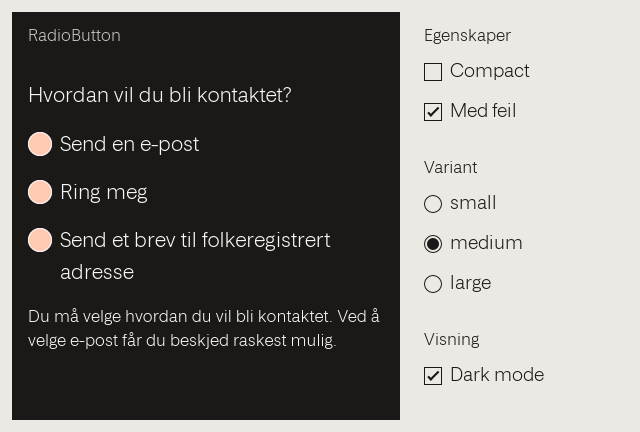 RadioButton
Hvordan vil du bli kontaktet?
Send en e-post
Ring meg
Send et brev til folkeregistrert
adresse
Du må velge hvordan du vil bli kontaktet. Ved å
velge e-post får du beskjed raskest mulig.
Egenskaper
Compact
Med feil
Variant
small
medium
large
Visning
Dark mode